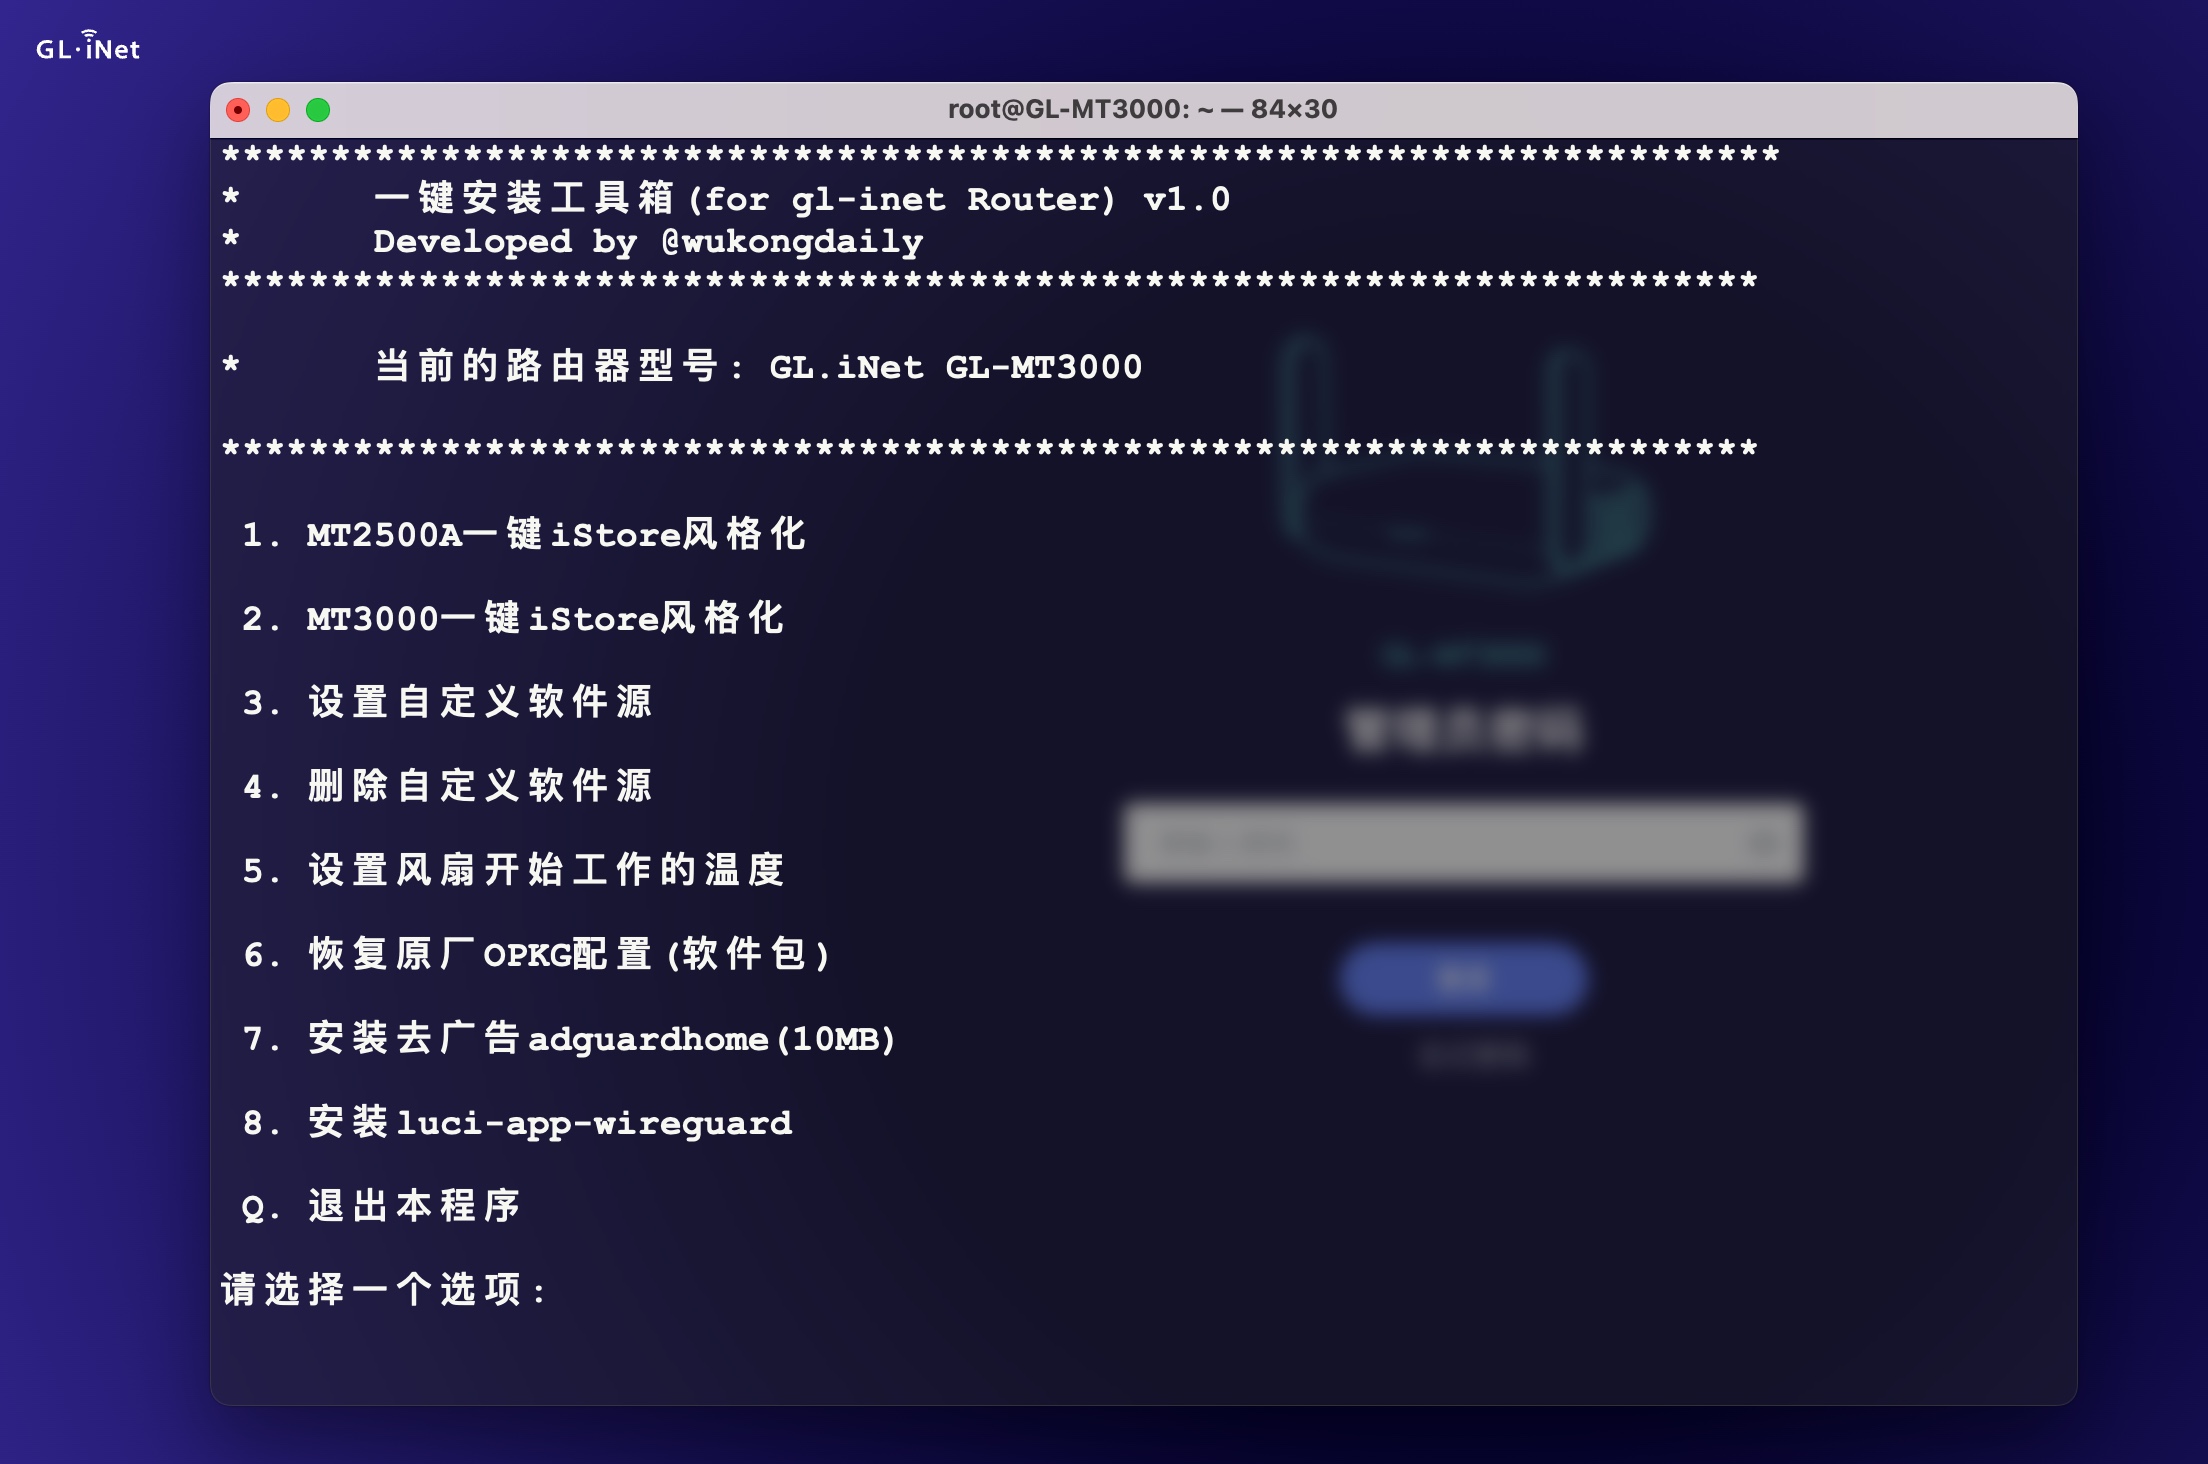 GL·iNet
root@GL-MT3000: ~ — 84×30
***********************************************************************
* 一键安装工具箱(for gl-inet Router) v1.0
* Developed by @wukongdaily
**********************************************************************
* 当前的路由器型号: GL.iNet GL-MT3000
**********************************************************************
1. MT2500A一键iStore风格化
2. MT3000一键iStore风格化
3. 设置自定义软件源
4. 删除自定义软件源
5. 设置风扇开始工作的温度
6. 恢复原厂OPKG配置(软件包)
7. 安装去广告adguardhome(10MB)
8. 安装luci-app-wireguard
Q. 退出本程序
请选择一个选项:
GL-MT3000
管理员密码